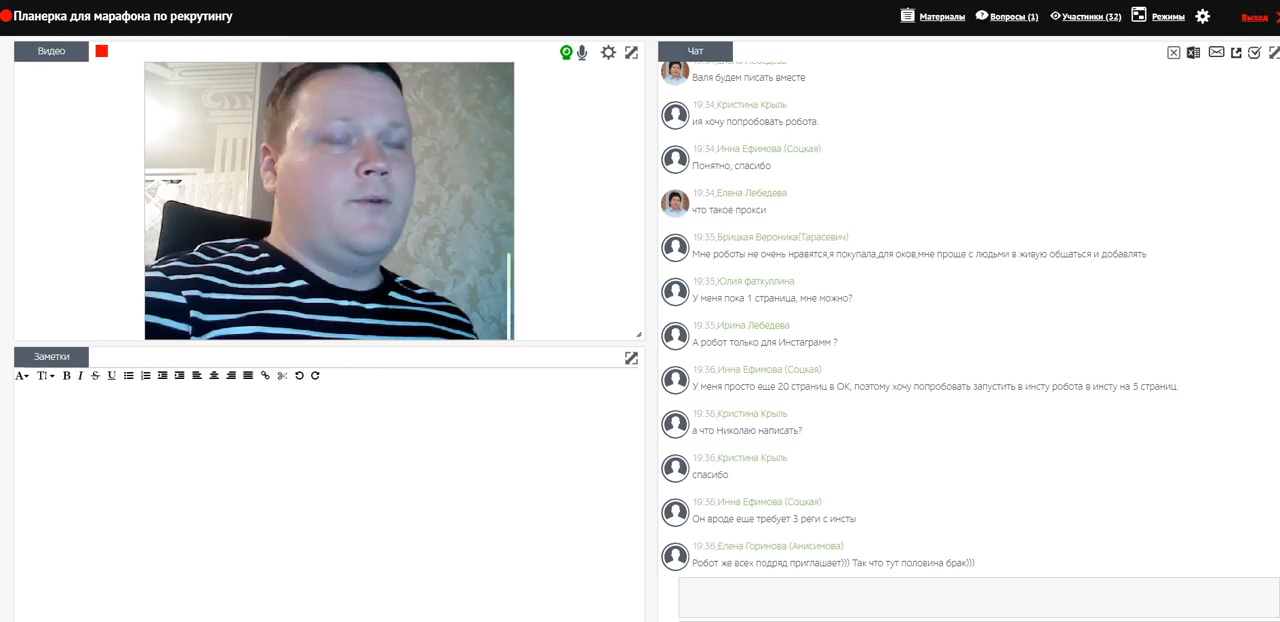 Планерка для марафона по рекрутингу
Материалы
Вопросы (1)
Участники (32)
Режимы
Выход
Видео
Чат
Валя будем писать вместе
19:34,Кристина Крыль
ия хочу попробовать робота.
19:34,Инна Ефимова (Соцкая)
Понятно, спасибо
19:34,Елена Лебедева
что такое прокси
19:35,Брицкая Вероника(Тарасевич)
Мне роботы не очень нравятся,я покупала,для оков,мне проще с людьми в живую общаться и добавлять
19:35,Юлия фаткуллина
У меня пока 1 страница, мне можно?
19:35,Ирина Лебедева
А робот только для Инстаграмм ?
19:36,Инна Ефимова (Соцкая)
У меня просто еще 20 страниц в ОК, поэтому хочу попробовать запустить в инсту робота в инсту на 5 страниц.
19:36,Кристина Крыль
а что Николаю написать?
19:36,Кристина Крыль
спасибо
19:36,Инна Ефимова (Соцкая)
Он вроде еще требует 3 реги с инсты
19:36,Елена Горинова (Анисимова)
Робот же всех подряд приглашает))) Так что тут половина брак)))
Заметки
A TI B I S U